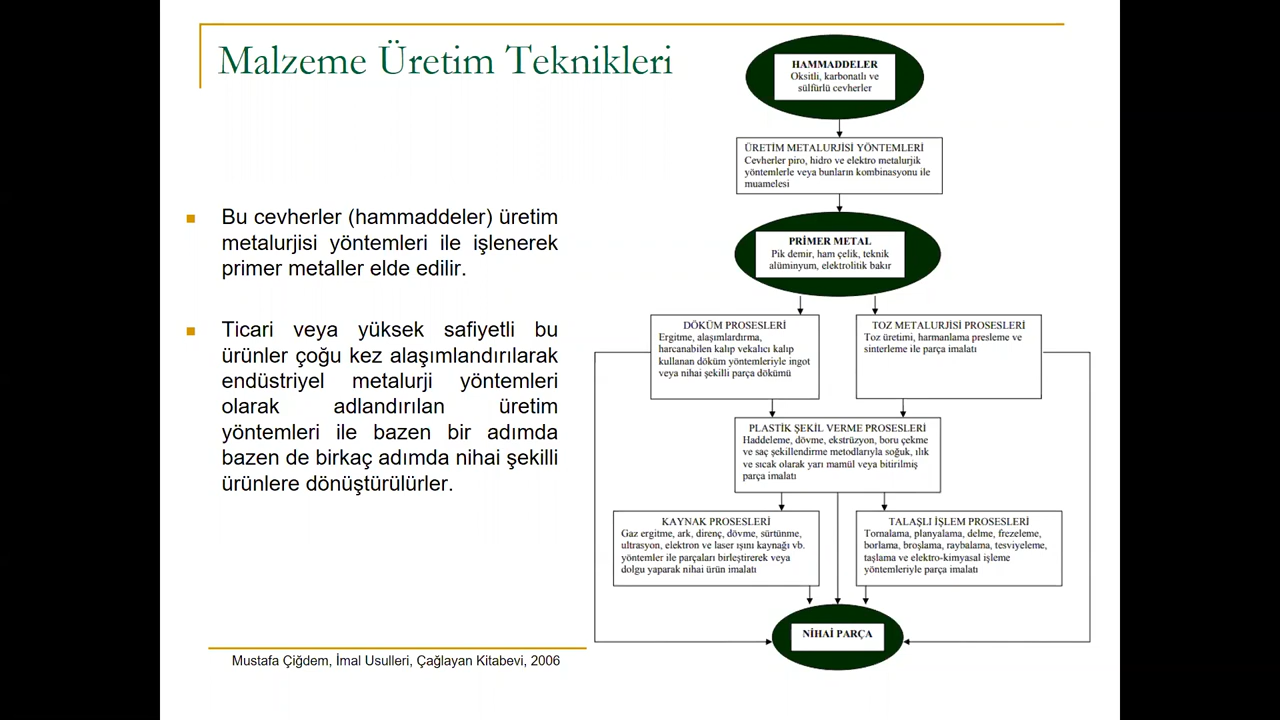 Malzeme Üretim Teknikleri
Bu cevherler (hammaddeler) üretim
metalurjisi yöntemleri ile işlenerek
primer metaller elde edilir.
Ticari veya yüksek safiyetli bu
ürünler çoğu kez alaşımlandırılarak
endüstriyel metalurji yöntemleri
olarak adlandırılan üretim
yöntemleri ile bazen bir adımda
bazen de birkaç adımda nihai şekilli
ürünlere dönüştürülürler.
Mustafa Çiğdem, İmal Usulleri, Çağlayan Kitabevi, 2006
HAMMADDELER
Oksitli, karbonatlı ve
sülfürlü cevherler
ÜRETİM METALURJİSİ YÖNTEMLERİ
Cevherler piro, hidro ve elektro metalurjik
yöntemlerle veya bunların kombinasyonu ile
muamelesi
PRİMER METAL
Pik demir, ham çelik, teknik
alüminyum, elektrolitik bakır
DÖKÜM PROSESLERİ
Ergitme, alaşımlardırma,
harcanabilen kalıp vekalıcı kalıp
kullanan döküm yöntemleriyle ingot
veya nihai şekilli parça dökümü
TOZ METALURJİSİ PROSESLERİ
Toz üretimi, harmanlama presleme ve
sinterleme ile parça imalatı
PLASTİK ŞEKİL VERME PROSESLERİ
Haddeleme, dövme, ekstrüzyon, boru çekme
ve saç şekillendirme metodlarıyla soğuk, ılık
ve sıcak olarak yarı mamül veya bitirilmiş
parça imalatı
KAYNAK PROSESLERİ
Gaz ergitme, ark, direnç, dövme, sürtünme,
ultrasyon, elektron ve laser ışını kaynağı vb.
yöntemler ile parçaları birleştirerek veya
dolgu yaparak nihai ürün imalatı
TALAŞLI İŞLEM PROSESLERİ
Tornalama, planyalama, delme, frezeleme,
borlama, broşlama, raybalama, tesviyeleme,
taşlama ve elektro-kimyasal işleme
yöntemleriyle parça imalatı
NİHAİ PARÇA